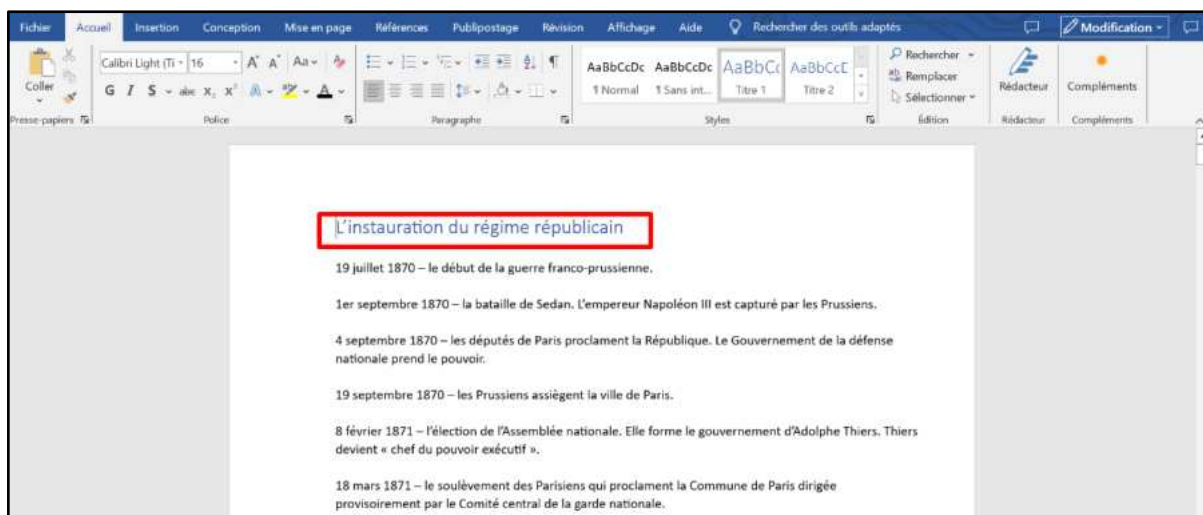 Fichier Accueil Insertion Conception Mise en page Références Publipostage Révision Affichage Aide Rechercher des outils adaptés Modification
Calibri Light (Ti 16 A A Aa
Coller
G I S abc X₂ X² A A
AaBbCcDc AaBbCcDc AaBbCc AaBbCcE
¶ Normal ¶ Sans int... Titre 1 Titre 2
Rechercher
Remplacer
Sélectionner
Rédacteur Compléments
Presse-papiers Police Paragraphe Styles Édition Rédacteur Compléments
L’instauration du régime républicain
19 juillet 1870 – le début de la guerre franco-prussienne.
1er septembre 1870 – la bataille de Sedan. L’empereur Napoléon III est capturé par les Prussiens.
4 septembre 1870 – les députés de Paris proclament la République. Le Gouvernement de la défense
nationale prend le pouvoir.
19 septembre 1870 – les Prussiens assiègent la ville de Paris.
8 février 1871 – l’élection de l’Assemblée nationale. Elle forme le gouvernement d’Adolphe Thiers. Thiers
devient « chef du pouvoir exécutif ».
18 mars 1871 – le soulèvement des Parisiens qui proclament la Commune de Paris dirigée
provisoirement par le Comité central de la garde nationale.